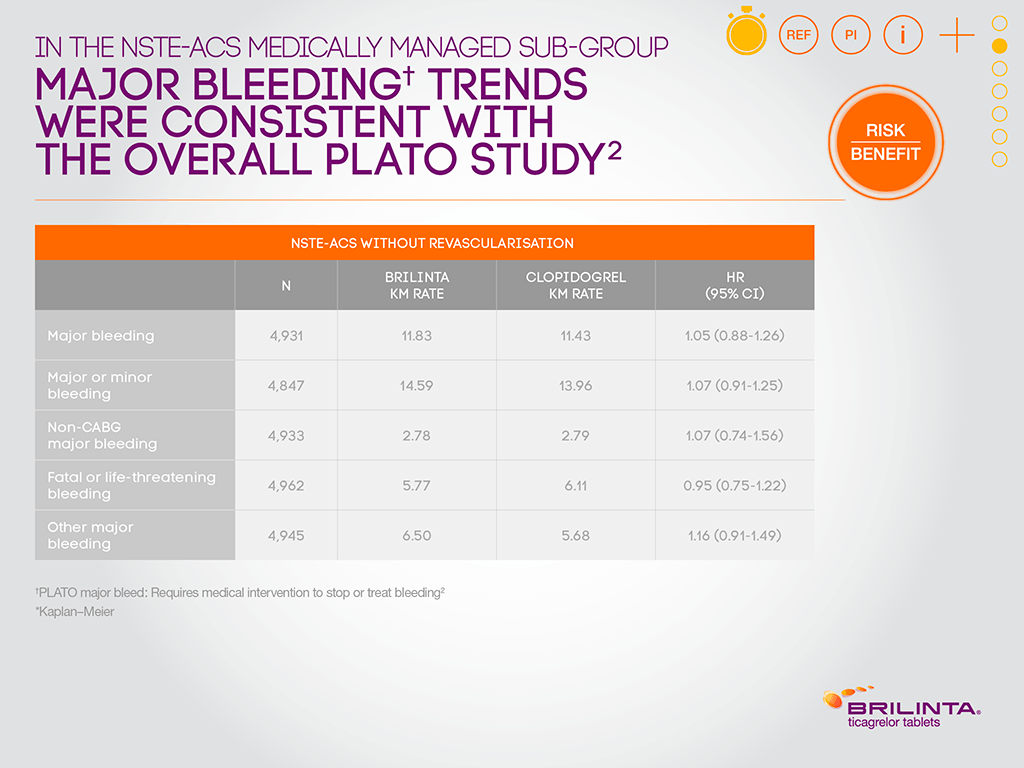 IN THE NSTE-ACS MEDICALLY MANAGED SUB-GROUP
MAJOR BLEEDING† TRENDS
WERE CONSISTENT WITH
THE OVERALL PLATO STUDY²
REF
PI
i
RISK
BENEFIT
NSTE-ACS WITHOUT REVASCULARISATION
N
BRILINTA
KM RATE
CLOPIDOGREL
KM RATE
HR
(95% CI)
Major bleeding 4,931 11.83 11.43 1.05 (0.88-1.26)
Major or minor
bleeding 4,847 14.59 13.96 1.07 (0.91-1.25)
Non-CABG
major bleeding 4,933 2.78 2.79 1.07 (0.74-1.56)
Fatal or life-threatening
bleeding 4,962 5.77 6.11 0.95 (0.75-1.22)
Other major
bleeding 4,945 6.50 5.68 1.16 (0.91-1.49)
†PLATO major bleed: Requires medical intervention to stop or treat bleeding²
*Kaplan–Meier
BRILINTA®
ticagrelor tablets